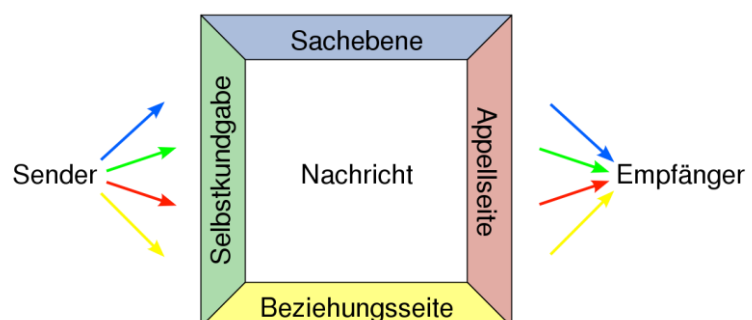 Sachebene
Selbstkundgabe
Sender
Nachricht
Appellseite
Empfänger
Beziehungsseite